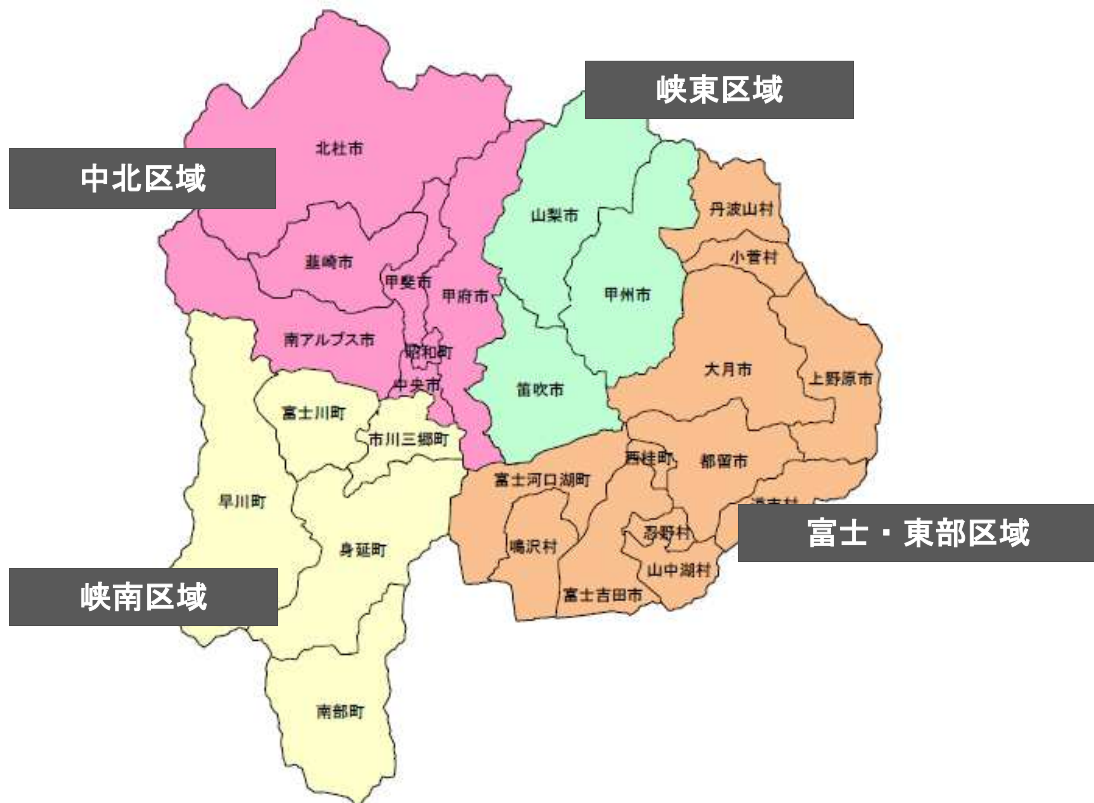 峡東区域
北杜市
中北区域
山梨市
丹波山村
小菅村
韮崎市
甲斐市
甲府市
甲州市
南アルプス市
昭和町
中央市
大月市
上野原市
笛吹市
富士川町
市川三郷町
西桂町
都留市
富士河口湖町
早川町
忍野村
富士・東部区域
鳴沢村
身延町
山中湖村
富士吉田市
峡南区域
南部町